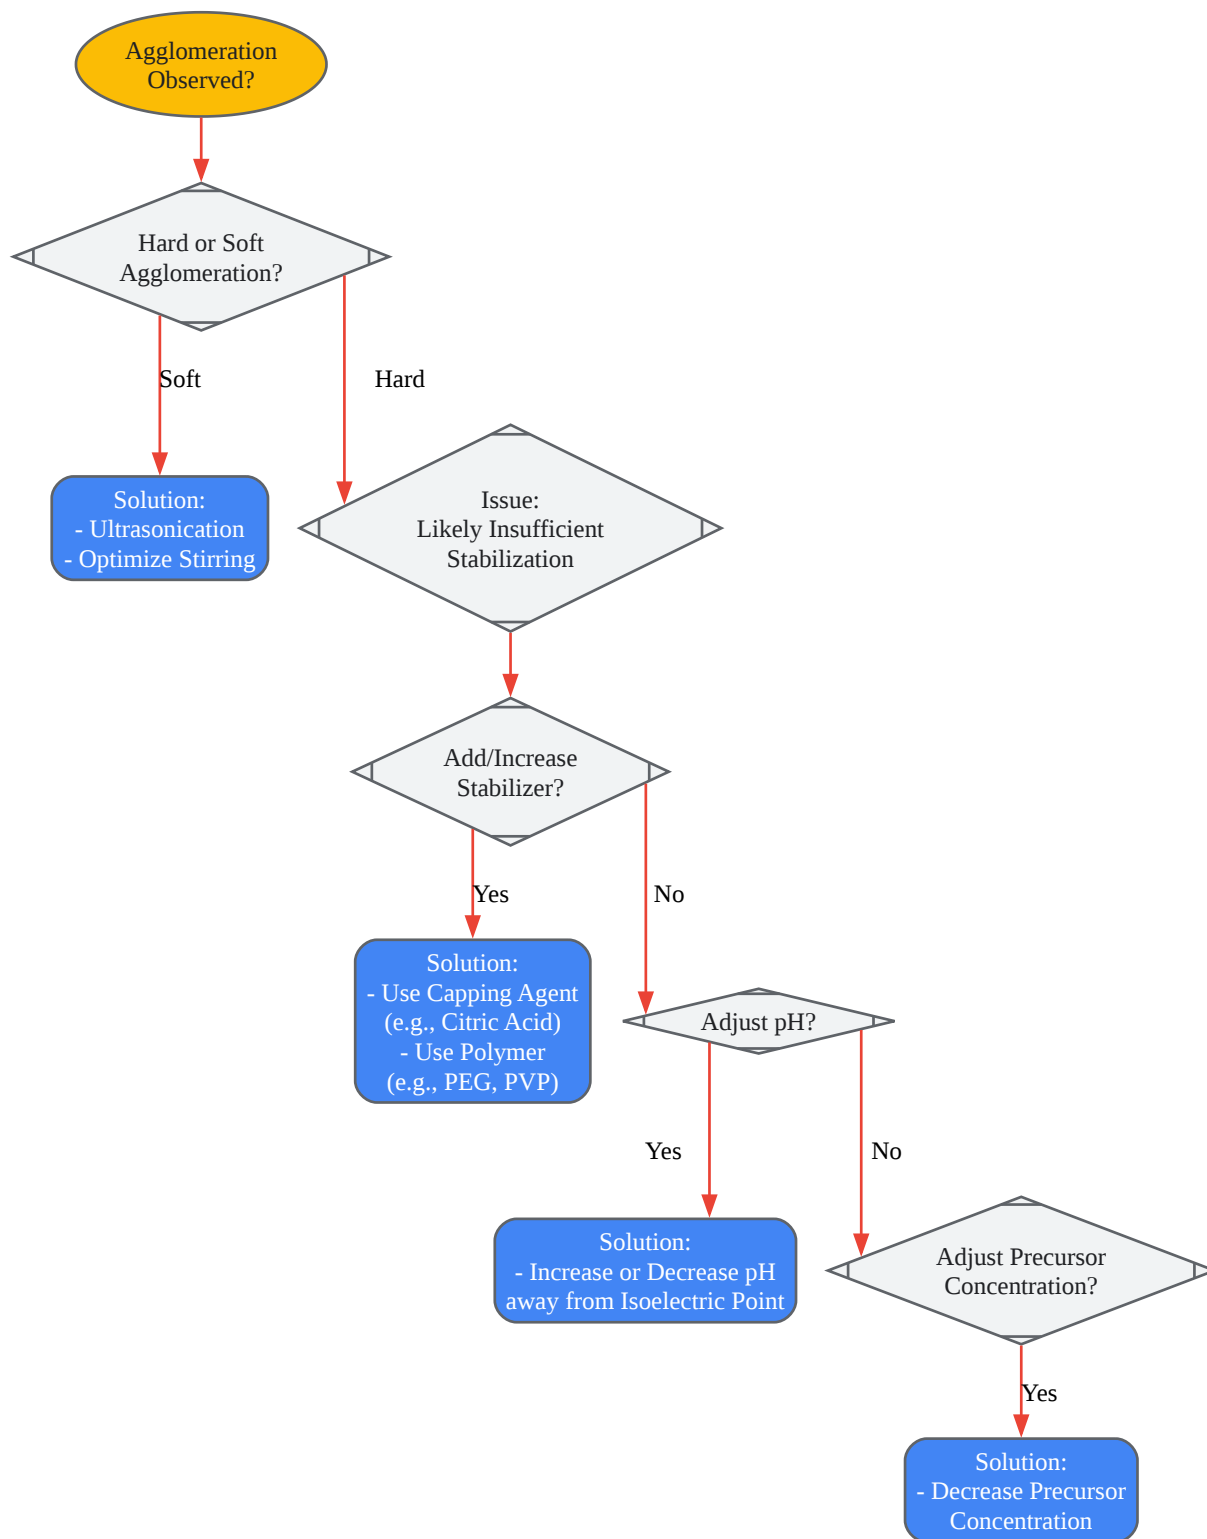 Agglomeration
Observed?
Hard or Soft
Agglomeration?
Soft
Hard
Solution:
- Ultrasonication
- Optimize Stirring
Issue:
Likely Insufficient
Stabilization
Add/Increase
Stabilizer?
Yes
No
Solution:
- Use Capping Agent
(e.g., Citric Acid)
- Use Polymer
(e.g., PEG, PVP)
Adjust pH?
Yes
No
Solution:
- Increase or Decrease pH
away from Isoelectric Point
Adjust Precursor
Concentration?
Yes
Solution:
- Decrease Precursor
Concentration